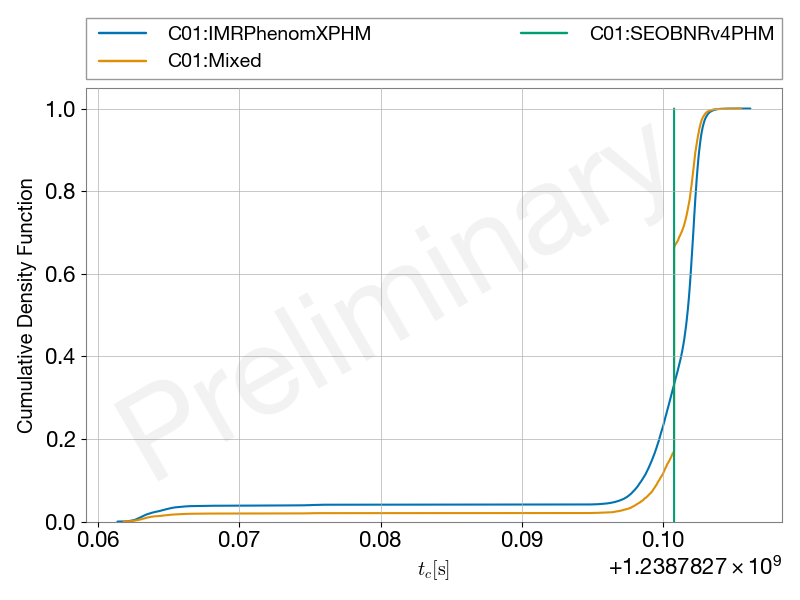 C01:IMRPhenomXPHM
C01:SEOBNRv4PHM
C01:Mixed
Preliminary
Cumulative Density Function
1.0
0.8
0.6
0.4
0.2
0.0
0.06 0.07 0.08 0.09 0.10
t_c[s]
+1.2387827 × 10⁹